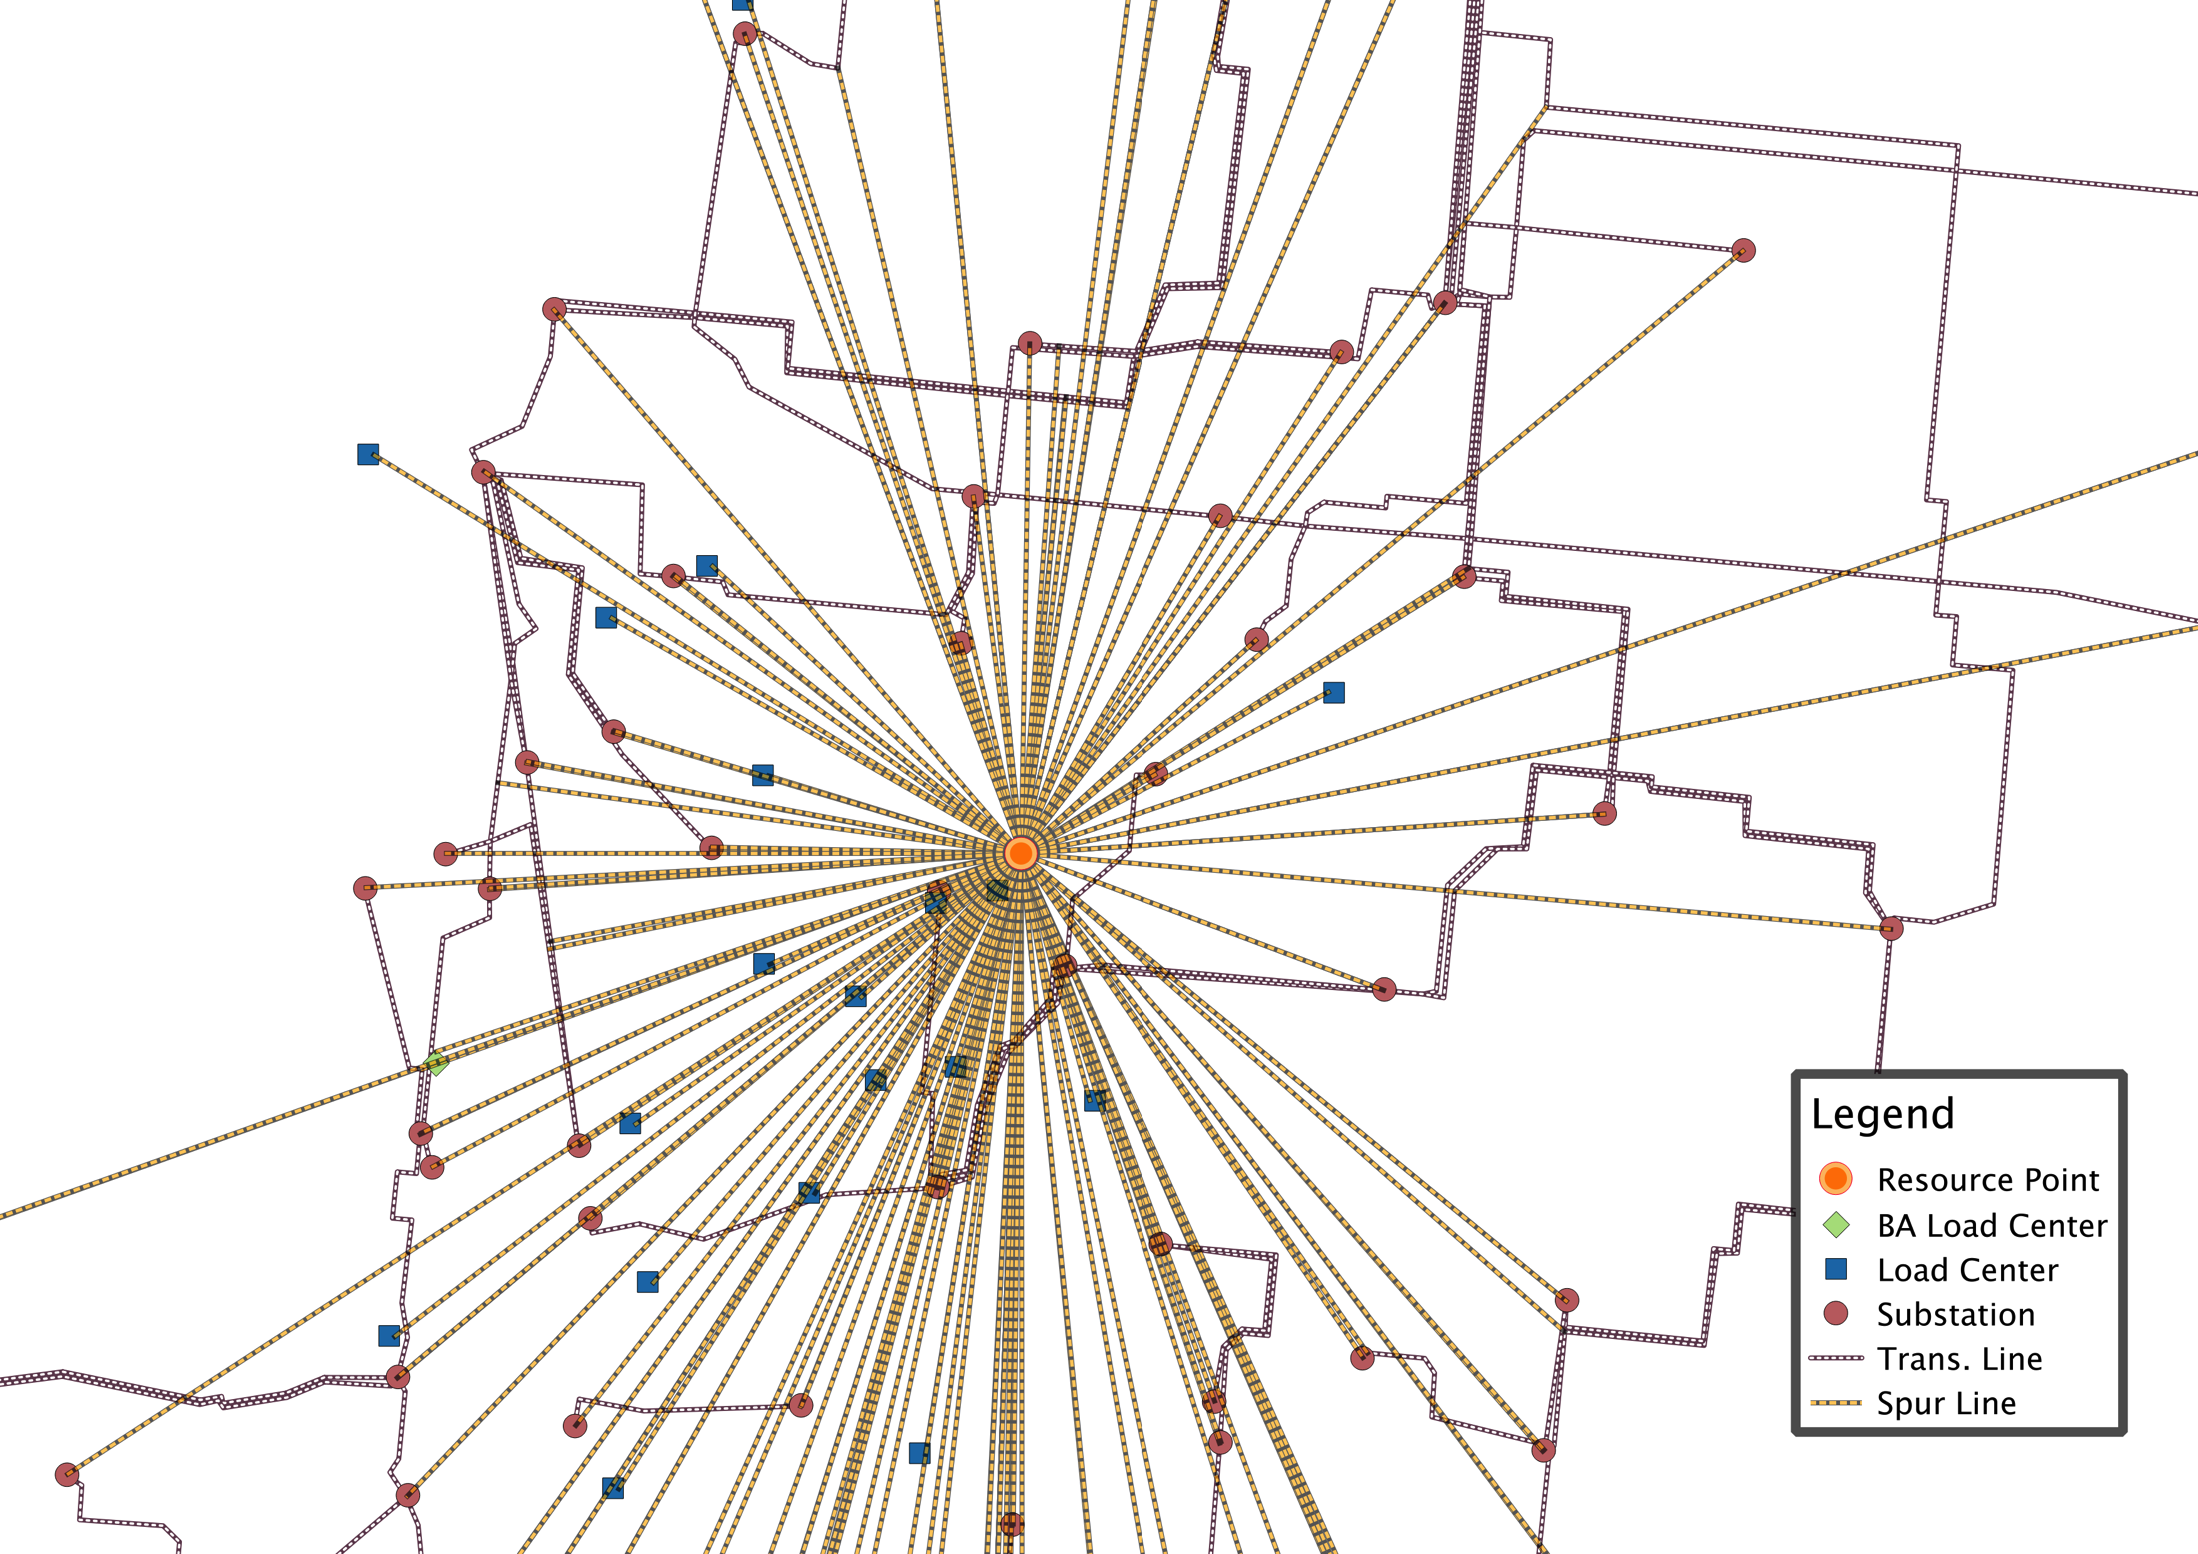 Legend
Resource Point
BA Load Center
Load Center
Substation
Trans. Line
Spur Line